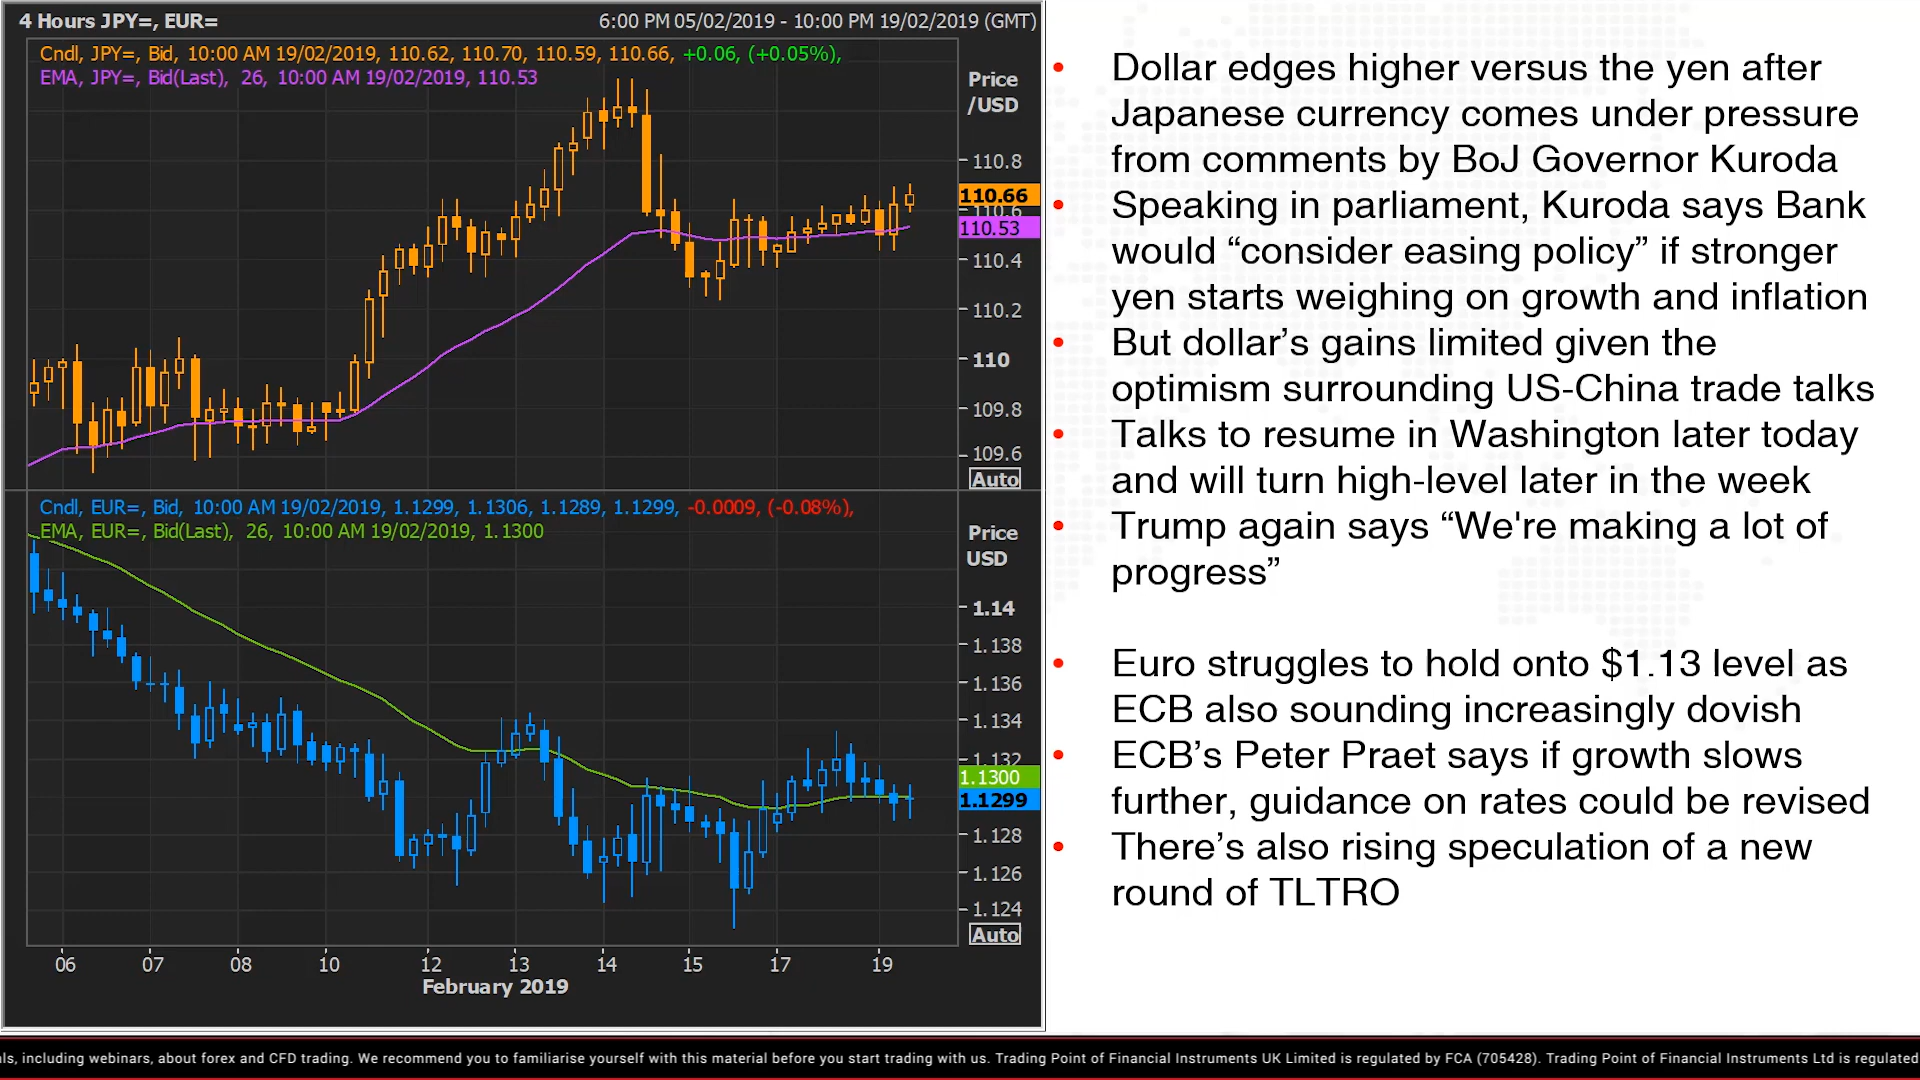 4 Hours JPY=, EUR=
6:00 PM 05/02/2019 - 10:00 PM 19/02/2019 (GMT)
Cndl, JPY=, Bid, 10:00 AM 19/02/2019, 110.62, 110.70, 110.59, 110.66, +0.06, (+0.05%),
EMA, JPY=, Bid(Last), 26, 10:00 AM 19/02/2019, 110.53
Price
/USD
110.8
110.66
110.6
110.53
110.4
110.2
110
109.8
109.6
Auto
Cndl, EUR=, Bid, 10:00 AM 19/02/2019, 1.1299, 1.1306, 1.1289, 1.1299, -0.0009, (-0.08%),
EMA, EUR=, Bid(Last), 26, 10:00 AM 19/02/2019, 1.1300
Price
USD
1.14
1.138
1.136
1.134
1.132
1.1300
1.1299
1.128
1.126
1.124
Auto
06 07 08 10 12 13 14 15 17 19
February 2019
• Dollar edges higher versus the yen after
Japanese currency comes under pressure
from comments by BoJ Governor Kuroda
• Speaking in parliament, Kuroda says Bank
would “consider easing policy” if stronger
yen starts weighing on growth and inflation
• But dollar’s gains limited given the
optimism surrounding US-China trade talks
• Talks to resume in Washington later today
and will turn high-level later in the week
• Trump again says “We're making a lot of
progress”
• Euro struggles to hold onto $1.13 level as
ECB also sounding increasingly dovish
• ECB’s Peter Praet says if growth slows
further, guidance on rates could be revised
• There’s also rising speculation of a new
round of TLTRO
ls, including webinars, about forex and CFD trading. We recommend you to familiarise yourself with this material before you start trading with us. Trading Point of Financial Instruments UK Limited is regulated by FCA (705428). Trading Point of Financial Instruments Ltd is regulated